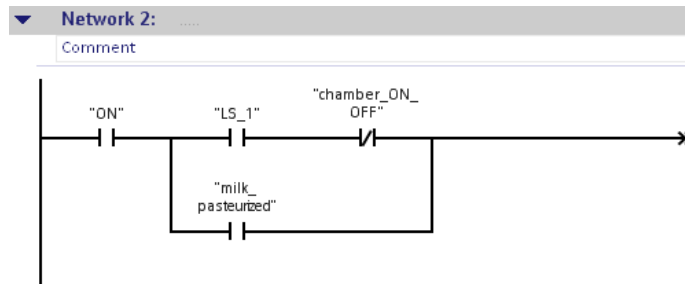 Network 2: .....
Comment
"ON"
"LS_1"
"chamber_ON_
OFF"
"milk_
pasteurized"